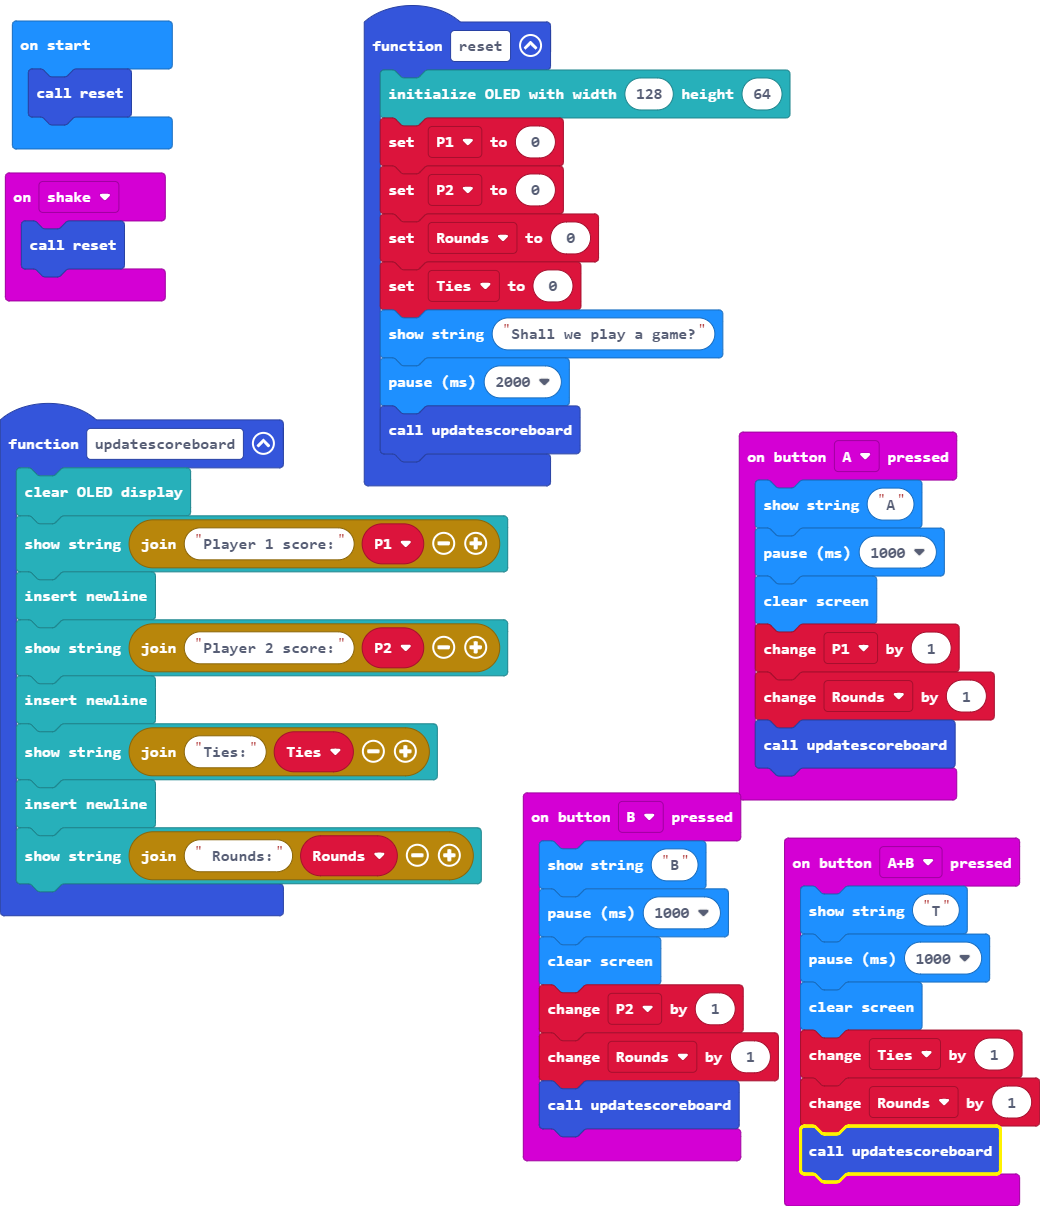 on start
call reset
on shake
call reset
function reset
initialize OLED with width 128 height 64
set P1 to 0
set P2 to 0
set Rounds to 0
set Ties to 0
show string "Shall we play a game?"
pause (ms) 2000
call updatescoreboard
function updatescoreboard
clear OLED display
show string join "Player 1 score:" P1
insert newline
show string join "Player 2 score:" P2
insert newline
show string join "Ties:" Ties
insert newline
show string join " Rounds:" Rounds
on button A pressed
show string "A"
pause (ms) 1000
clear screen
change P1 by 1
change Rounds by 1
call updatescoreboard
on button B pressed
show string "B"
pause (ms) 1000
clear screen
change P2 by 1
change Rounds by 1
call updatescoreboard
on button A+B pressed
show string "T"
pause (ms) 1000
clear screen
change Ties by 1
change Rounds by 1
call updatescoreboard